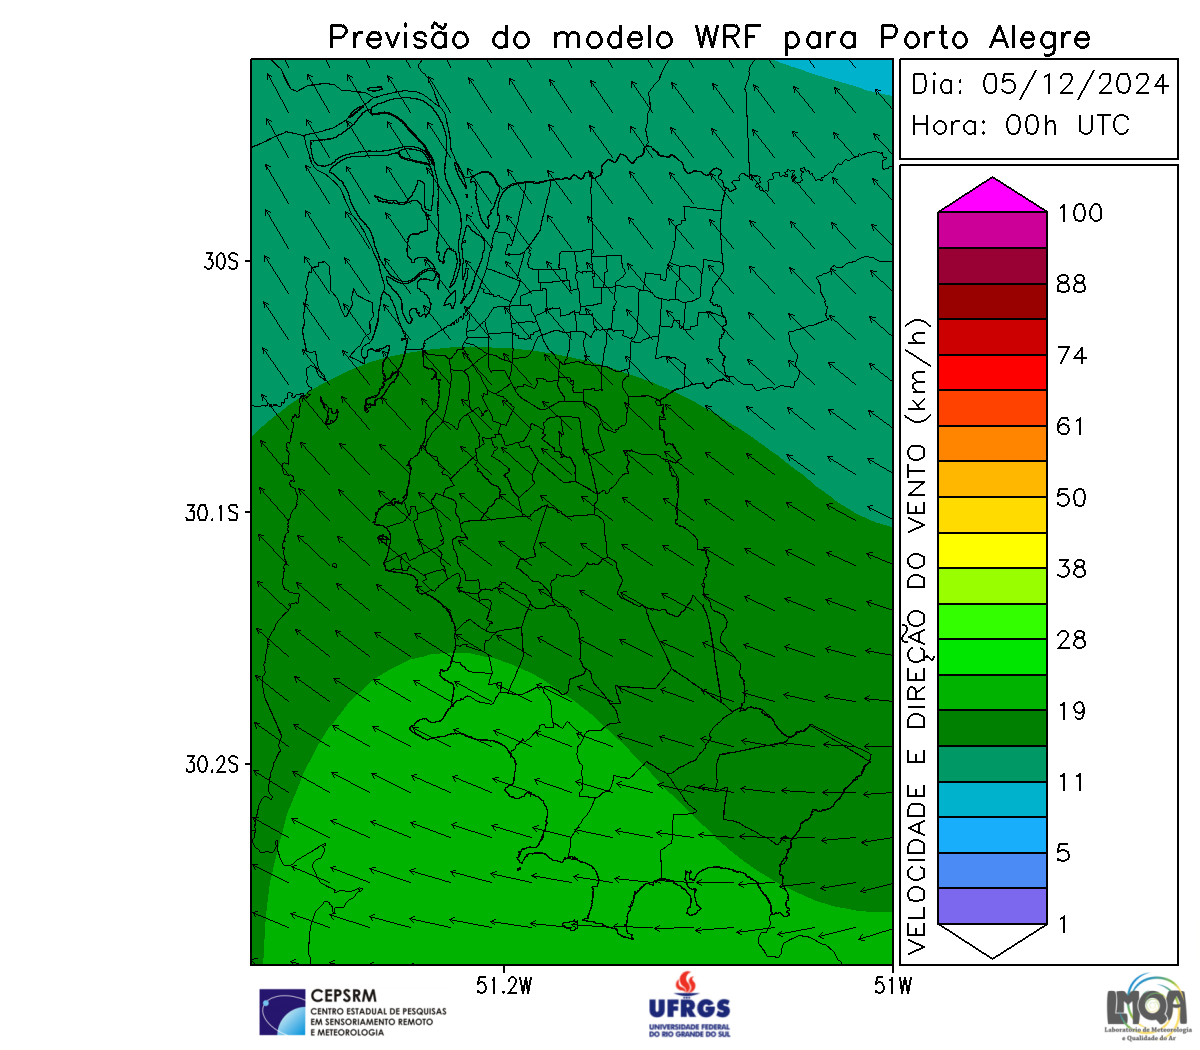 Previsão do modelo WRF para Porto Alegre
Dia: 05/12/2024
Hora: 00h UTC
30S
30.1S
30.2S
51.2W
51W
VELOCIDADE E DIREÇÃO DO VENTO (km/h)
100
88
74
61
50
38
28
19
11
5
1
CEPSRM
CENTRO ESTADUAL DE PESQUISAS
EM SENSORIAMENTO REMOTO
E METEOROLOGIA
UFRGS
UNIVERSIDADE FEDERAL
DO RIO GRANDE DO SUL
LMQA
Laboratório de Meteorologia
e Qualidade do Ar